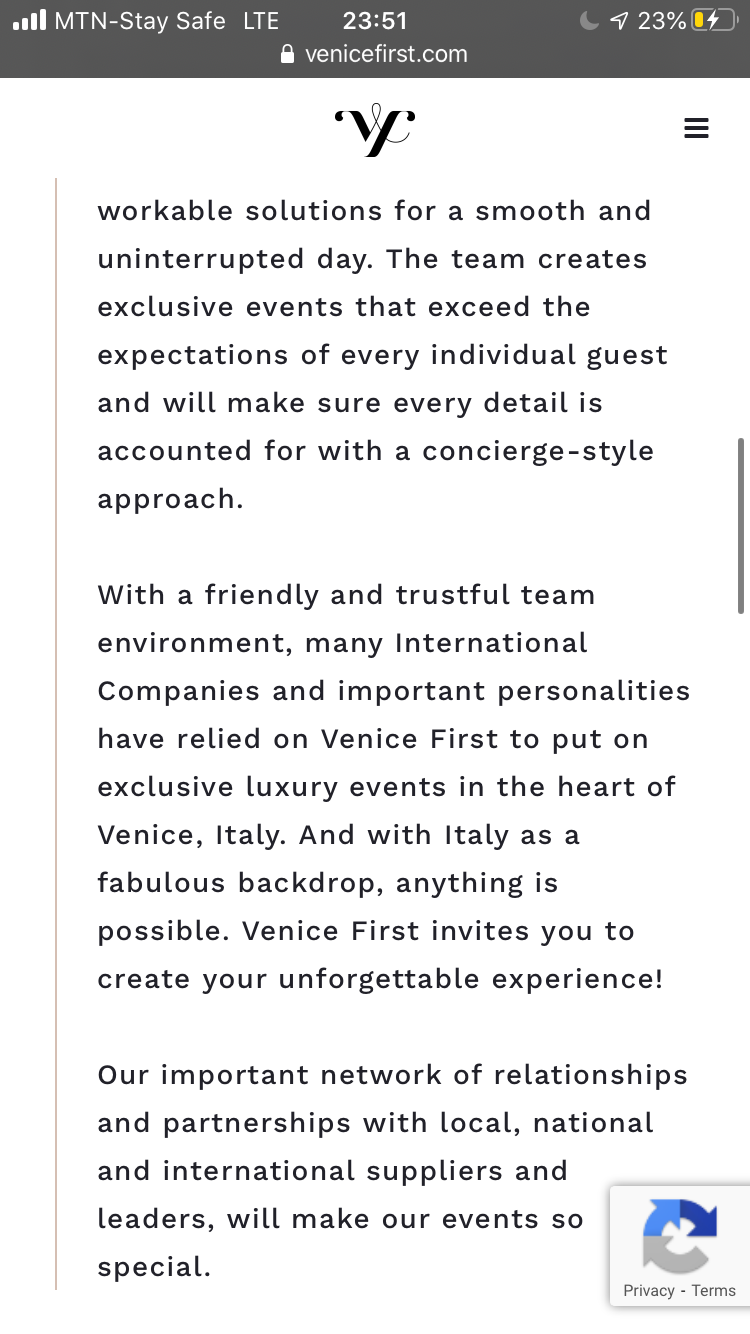 MTN-Stay Safe LTE 23:51 23%
venicefirst.com
workable solutions for a smooth and
uninterrupted day. The team creates
exclusive events that exceed the
expectations of every individual guest
and will make sure every detail is
accounted for with a concierge-style
approach.
With a friendly and trustful team
environment, many International
Companies and important personalities
have relied on Venice First to put on
exclusive luxury events in the heart of
Venice, Italy. And with Italy as a
fabulous backdrop, anything is
possible. Venice First invites you to
create your unforgettable experience!
Our important network of relationships
and partnerships with local, national
and international suppliers and
leaders, will make our events so
special.
Privacy - Terms